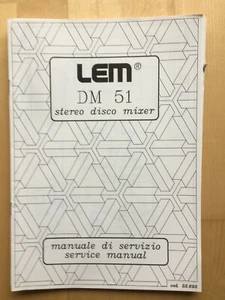 LEM®
DM 51
stereo disco mixer
manuale di servizio
service manual